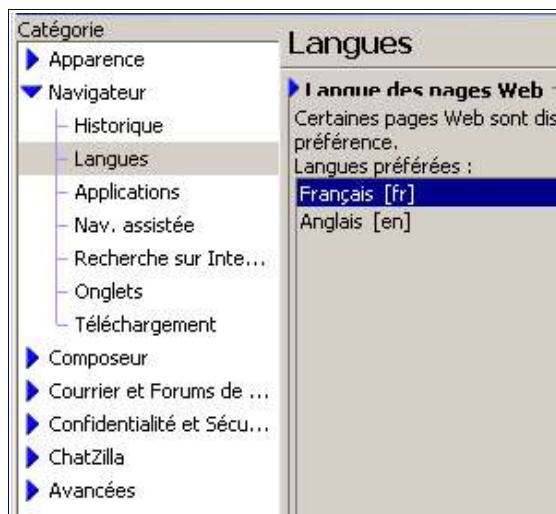 Catégorie
Apparence
Navigateur
Historique
Langues
Applications
Nav. assistée
Recherche sur Inte...
Onglets
Téléchargement
Composeur
Courrier et Forums de ...
Confidentialité et Sécu...
ChatZilla
Avancées
Langues
Langue des pages Web
Certaines pages Web sont dis
préférence.
Langues préférées :
Français [fr]
Anglais [en]